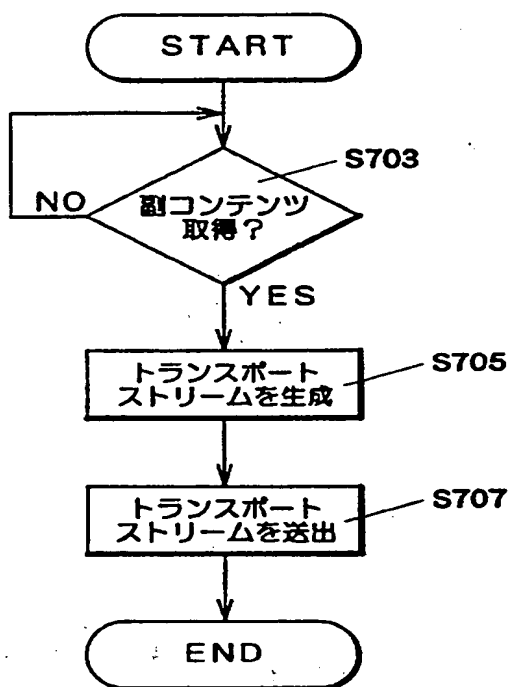 START
S703
副コンテンツ
取得?
NO
YES
トランスポート
ストリームを生成
S705
トランスポート
ストリームを送出
S707
END